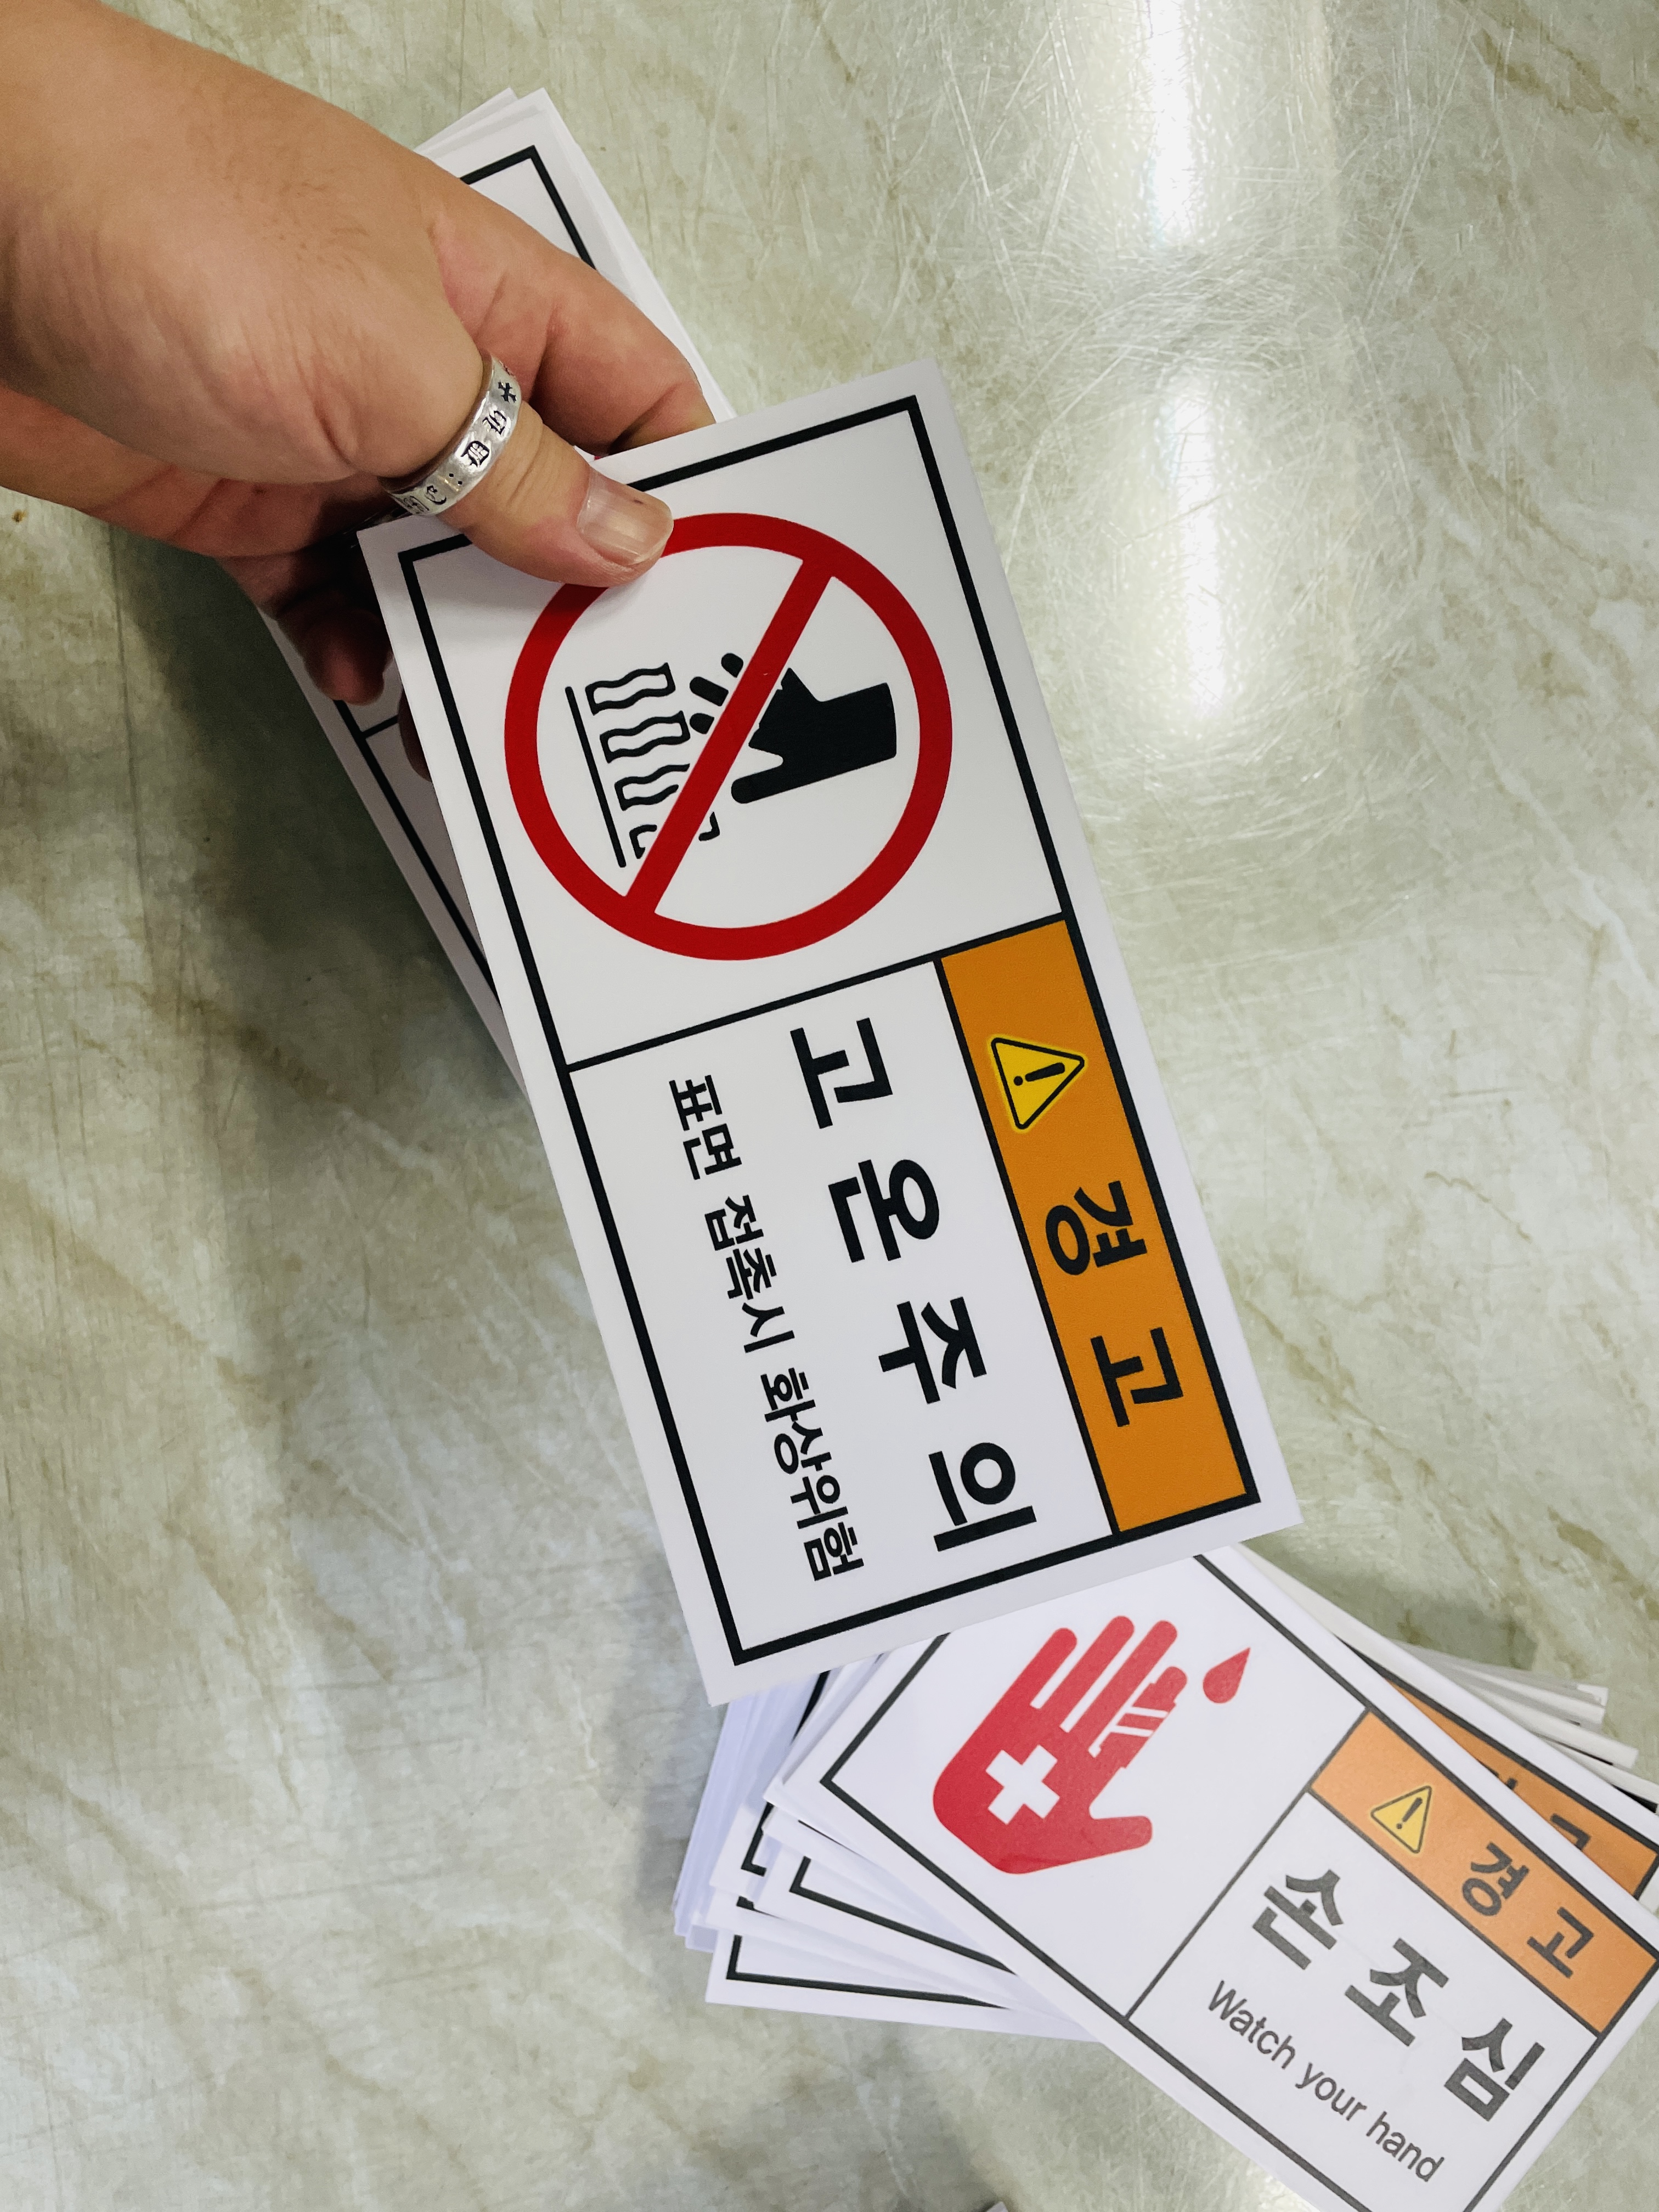 경고
고온주의
표면 접촉시 화상위험
경고
손조심
Watch your hand